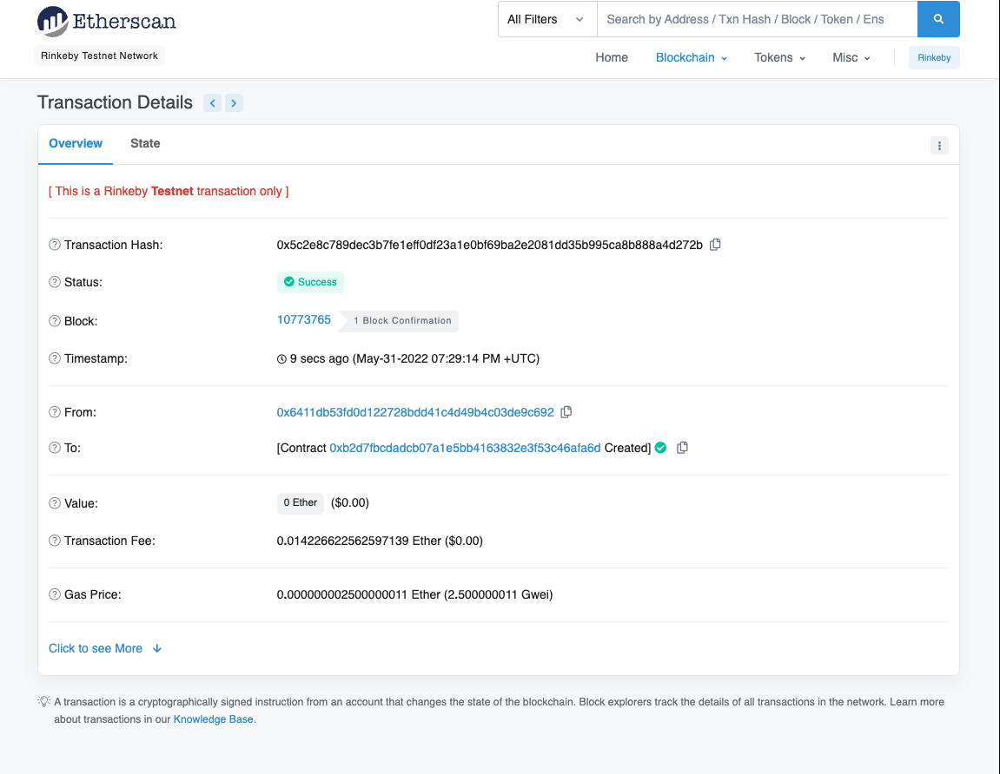 Etherscan
All Filters
Search by Address / Txn Hash / Block / Token / Ens
Rinkeby Testnet Network
Home Blockchain Tokens Misc Rinkeby
Transaction Details
Overview State
[ This is a Rinkeby Testnet transaction only ]
Transaction Hash: 0x5c2e8c789dec3b7fe1eff0df23a1e0bf69ba2e2081dd35b995ca8b888a4d272b
Status: Success
Block: 10773765 1 Block Confirmation
Timestamp: 9 secs ago (May-31-2022 07:29:14 PM +UTC)
From: 0x6411db53fd0d122728bdd41c4d49b4c03de9c692
To: [Contract 0xb2d7fbcdadcb07a1e5bb4163832e3f53c46afa6d Created]
Value: 0 Ether ($0.00)
Transaction Fee: 0.014226622562597139 Ether ($0.00)
Gas Price: 0.000000002500000011 Ether (2.500000011 Gwei)
Click to see More
A transaction is a cryptographically signed instruction from an account that changes the state of the blockchain. Block explorers track the details of all transactions in the network. Learn more
about transactions in our Knowledge Base.